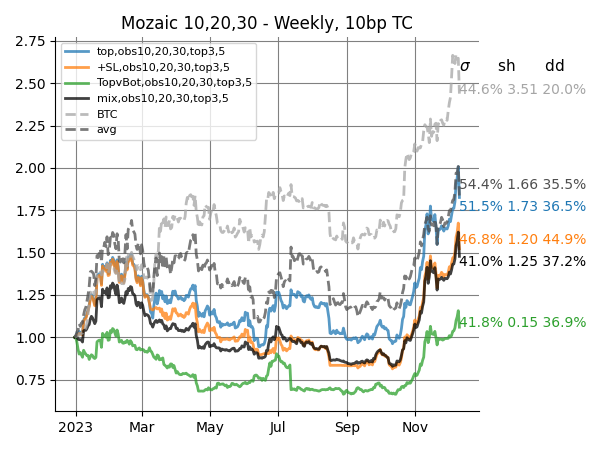 Mozaic 10,20,30 - Weekly, 10bp TC
2.75
2.50
2.25
2.00
1.75
1.50
1.25
1.00
0.75
top,obs10,20,30,top3,5
+SL,obs10,20,30,top3,5
TopvBot,obs10,20,30,top3,5
mix,obs10,20,30,top3,5
BTC
avg
σ sh dd
44.6% 3.51 20.0%
54.4% 1.66 35.5%
51.5% 1.73 36.5%
46.8% 1.20 44.9%
41.0% 1.25 37.2%
41.8% 0.15 36.9%
2023 Mar May Jul Sep Nov